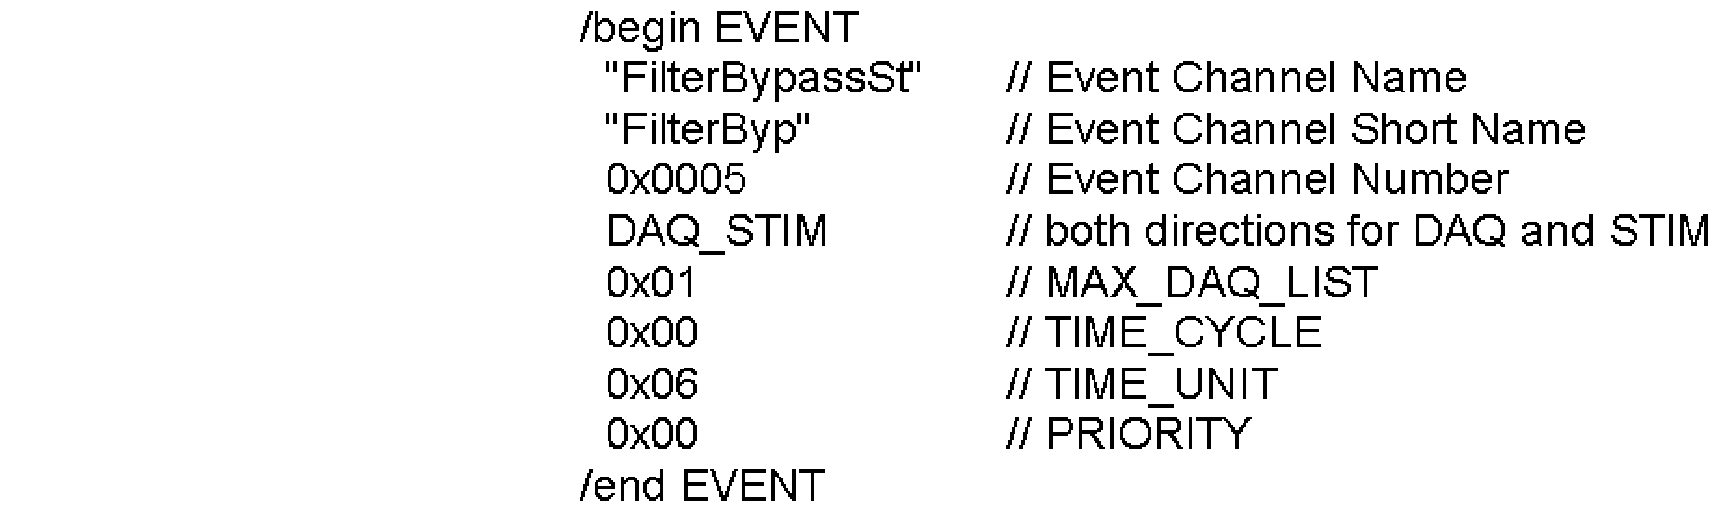 /begin EVENT
"FilterBypassSt" // Event Channel Name
"FilterByp" // Event Channel Short Name
0x0005 // Event Channel Number
DAQ_STIM // both directions for DAQ and STIM
0x01 // MAX_DAQ_LIST
0x00 // TIME_CYCLE
0x06 // TIME_UNIT
0x00 // PRIORITY
/end EVENT